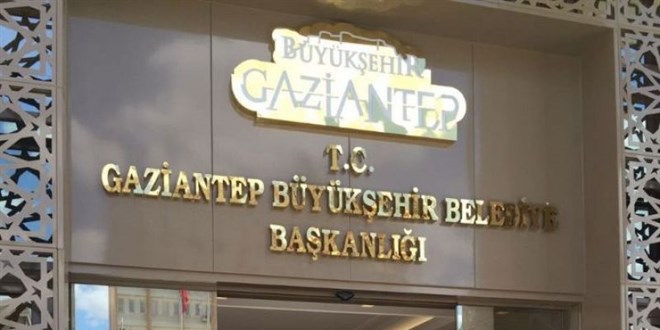 BÜYÜKŞEHİR
GAZİANTEP
T.C.
GAZİANTEP BÜYÜKŞEHİR BELEDİYE
BAŞKANLIĞI